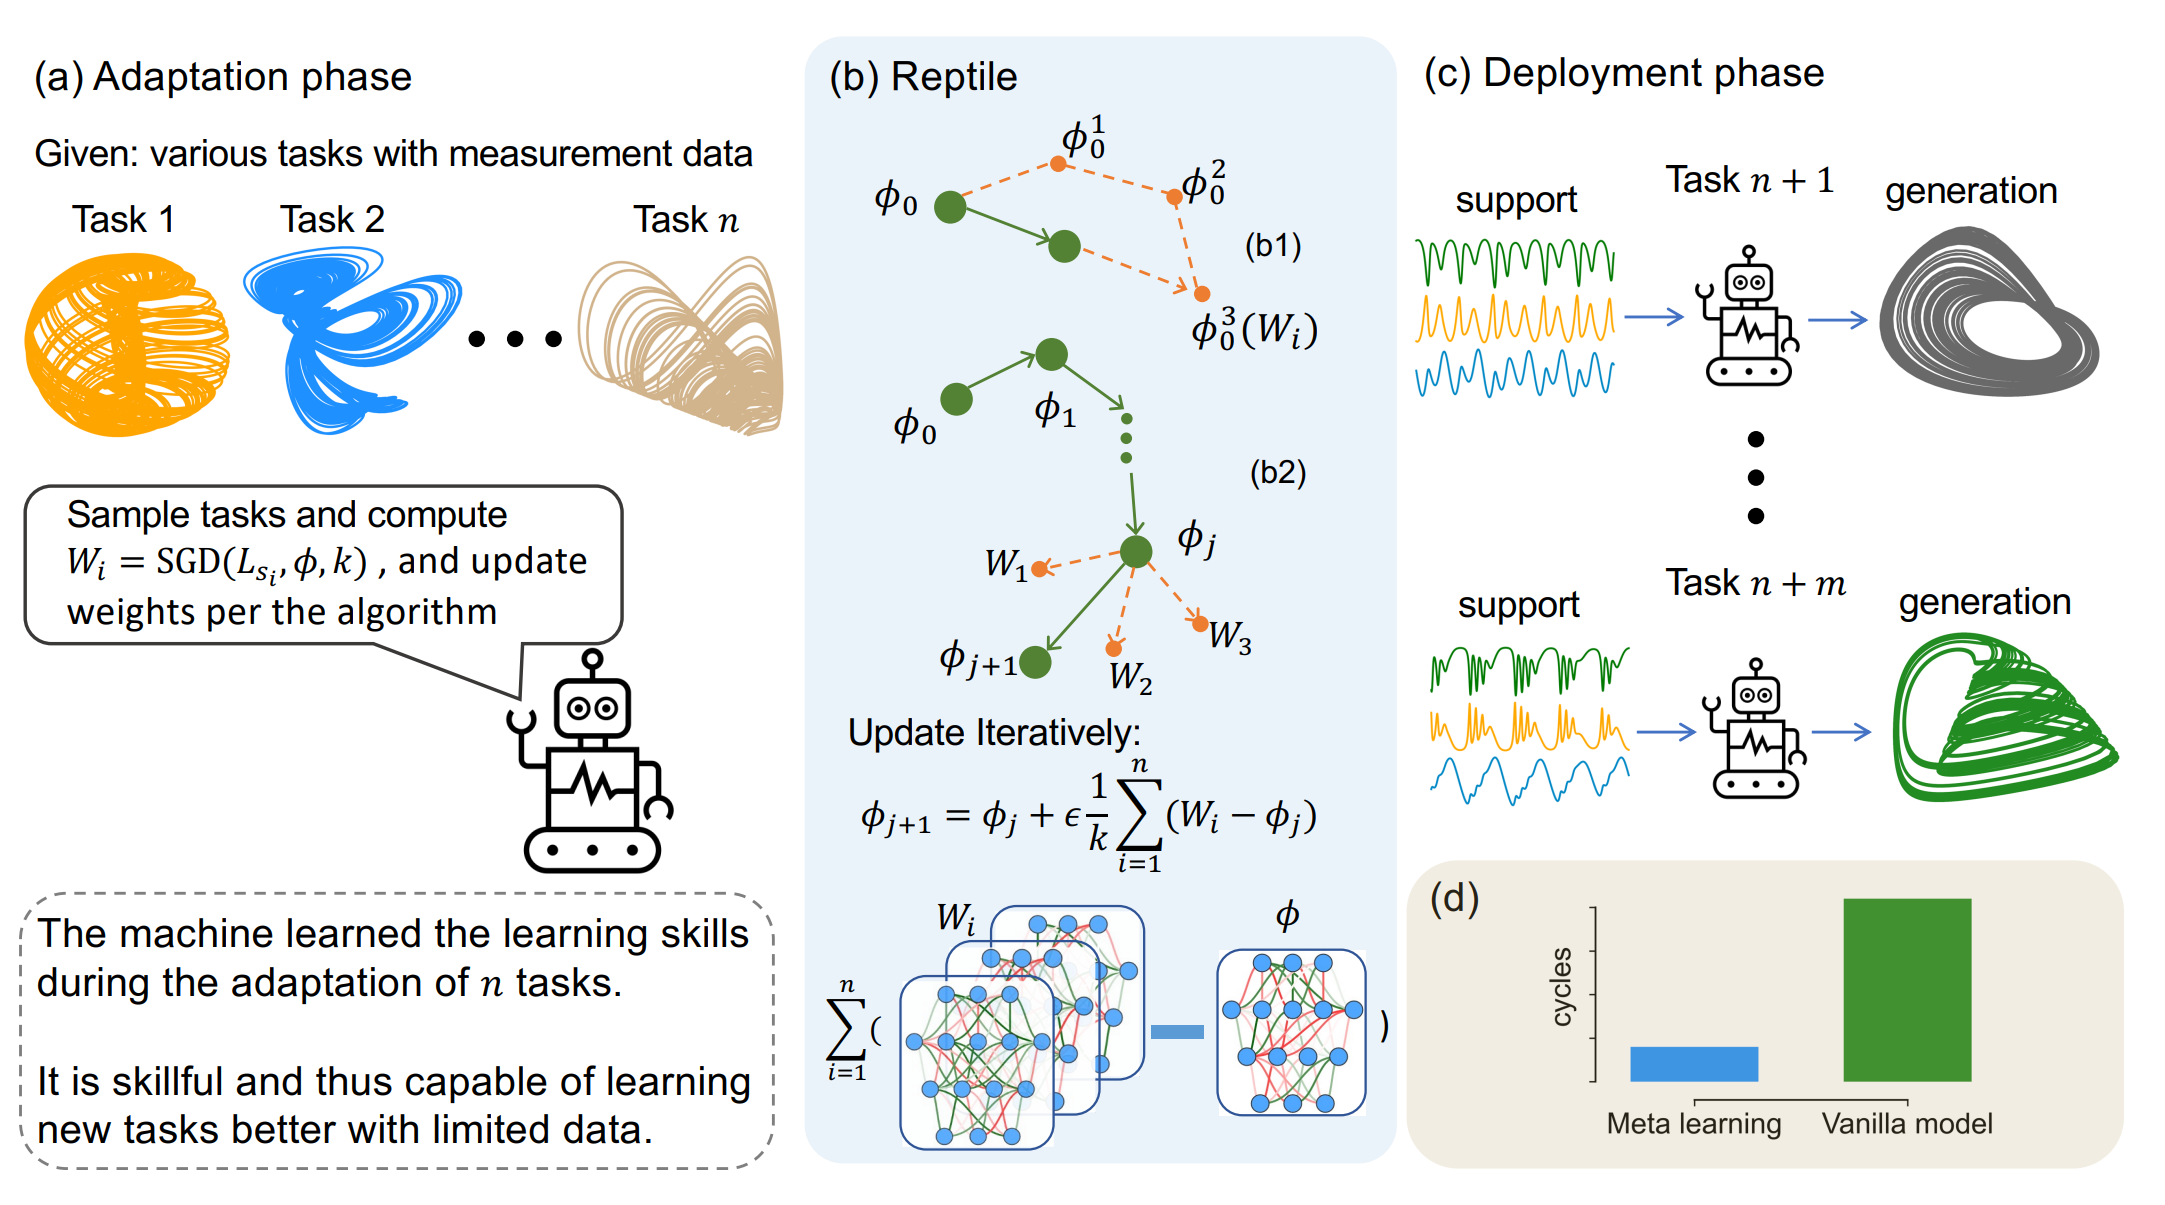 (a) Adaptation phase
Given: various tasks with measurement data
Task 1
Task 2
Task n
Sample tasks and compute
W_i = SGD(L_{s_i}, ϕ, k) , and update
weights per the algorithm
The machine learned the learning skills
during the adaptation of n tasks.
It is skillful and thus capable of learning
new tasks better with limited data.
(b) Reptile
ϕ_0
ϕ_0^1
ϕ_0^2
(b1)
ϕ_0^3(W_i)
ϕ_0
ϕ_1
(b2)
ϕ_j
W_1
W_3
ϕ_{j+1}
W_2
Update Iteratively:
ϕ_{j+1} = ϕ_j + ϵ \frac{1}{k} \sum_{i=1}^{n} (W_i − ϕ_j)
W_i
ϕ
\sum_{i=1}^{n} ( )
(c) Deployment phase
support
Task n + 1
generation
support
Task n + m
generation
(d)
cycles
Meta learning
Vanilla model